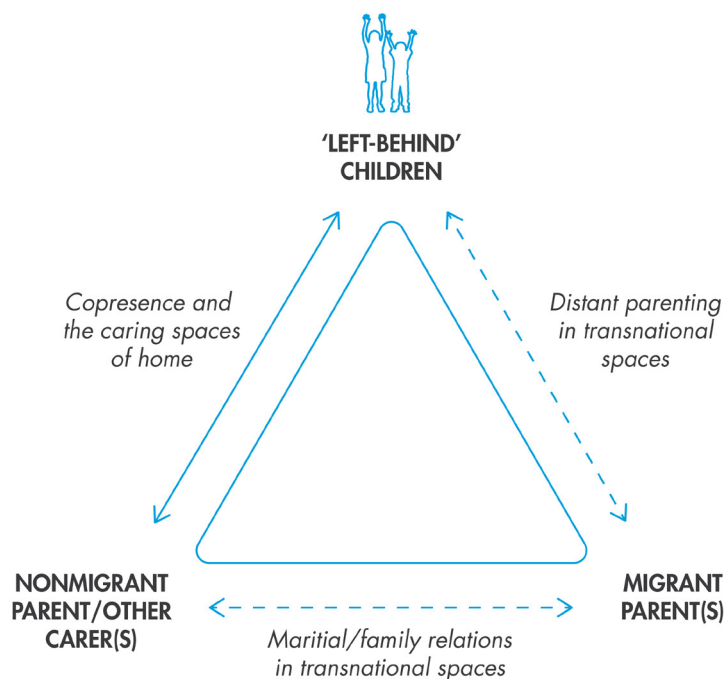 ‘LEFT-BEHIND’
CHILDREN
Copresence and
the caring spaces
of home
Distant parenting
in transnational
spaces
NONMIGRANT
PARENT/OTHER
CARER(S)
MIGRANT
PARENT(S)
Maritial/family relations
in transnational spaces